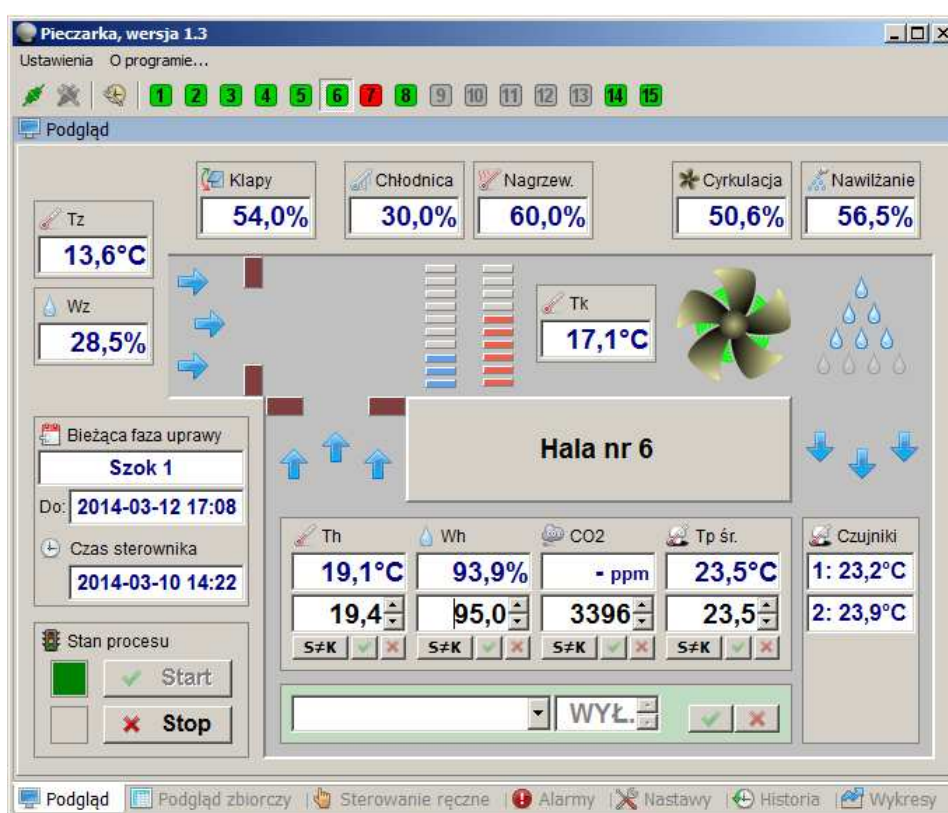 Pieczarka, wersja 1.3
Ustawienia O programie...
1 2 3 4 5 6 7 8 9 10 11 12 13 14 15
Podgląd
Klapy
54,0%
Chłodnica
30,0%
Nagrzew.
60,0%
Cyrkulacja
50,6%
Nawilżanie
56,5%
Tz
13,6°C
Wz
28,5%
Tk
17,1°C
Bieżąca faza uprawy
Szok 1
Do: 2014-03-12 17:08
Czas sterownika
2014-03-10 14:22
Hala nr 6
Th
19,1°C
19,4
S≠K
Wh
93,9%
95,0
S≠K
CO2
- ppm
3396
S≠K
Tp śr.
23,5°C
23,5
S≠K
Czujniki
1: 23,2°C
2: 23,9°C
Stan procesu
Start
Stop
WYŁ.
Podgląd Podgląd zbiorczy Sterowanie ręczne Alarmy Nastawy Historia Wykresy